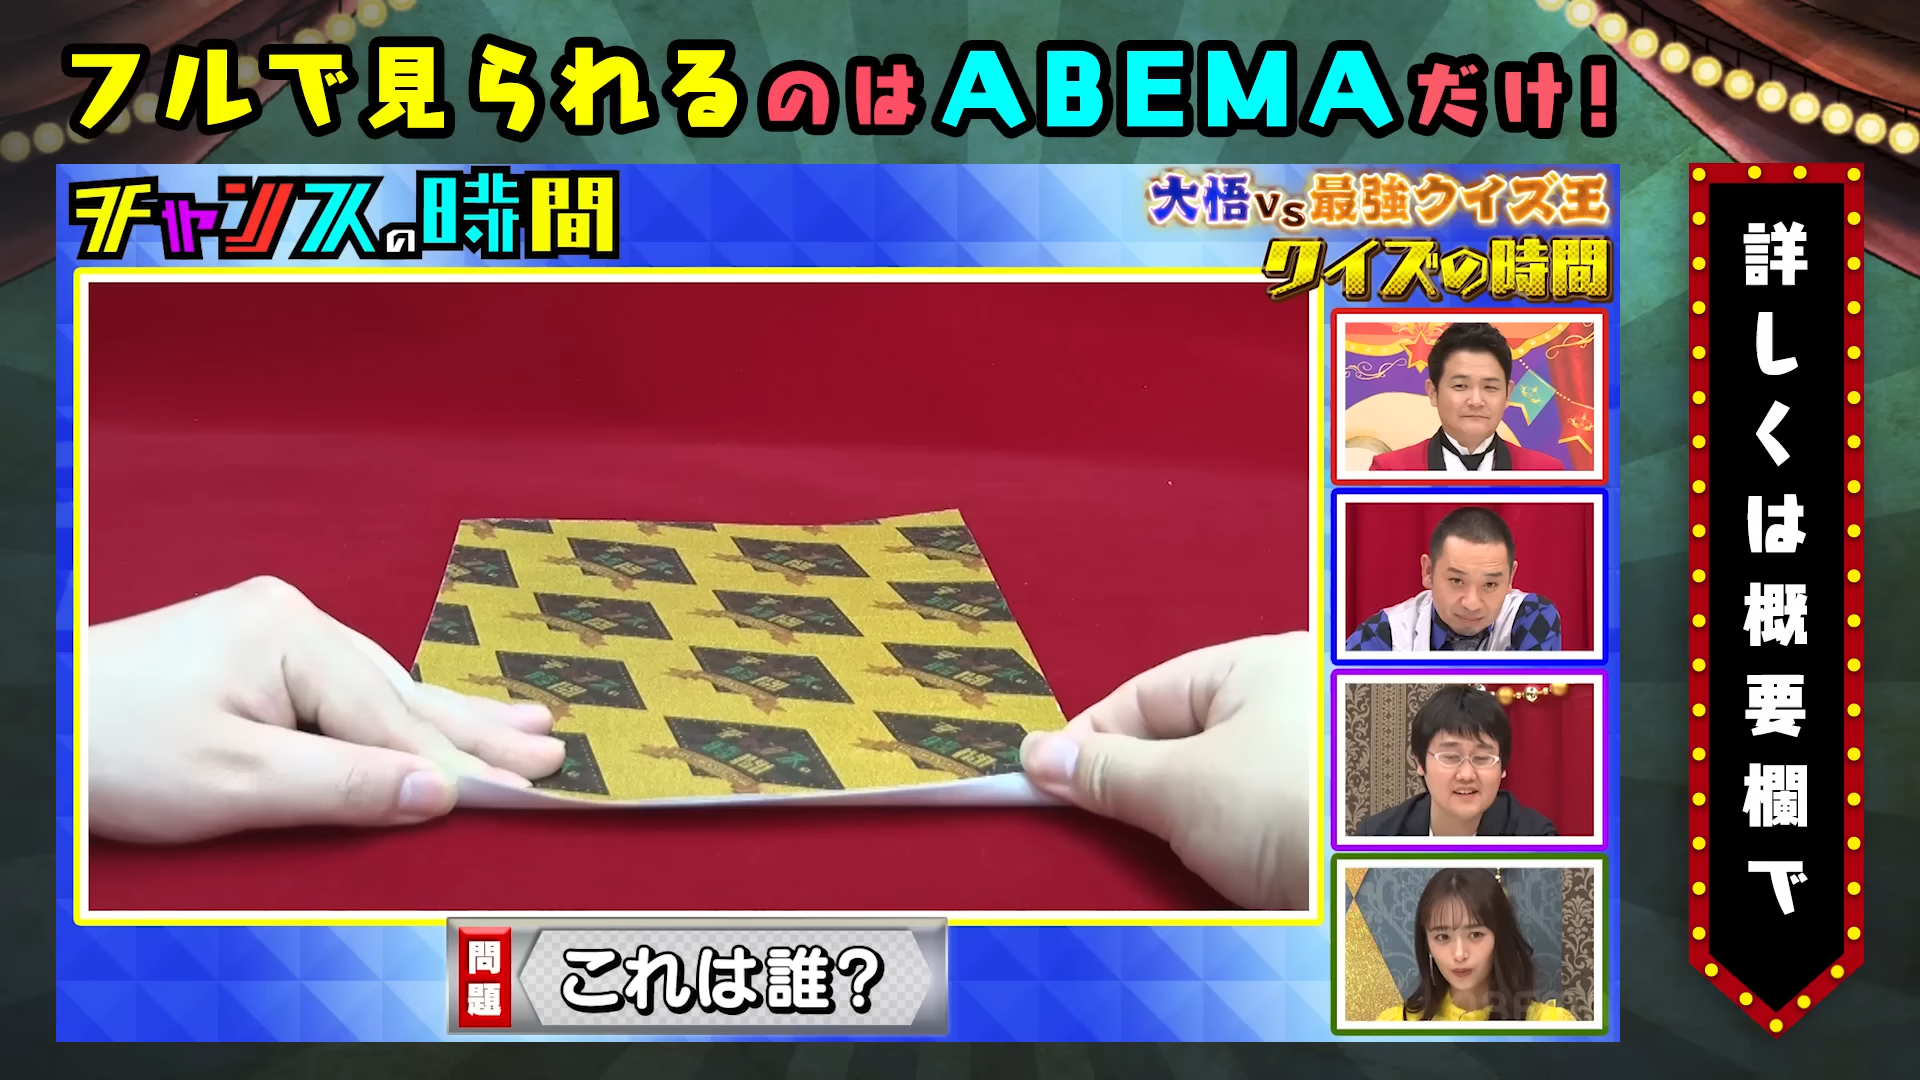 フルで見られるのはABEMAだけ!
チャンスの時間
大悟vs最強クイズ王
クイズの時間
詳しくは概要欄で
問題
これは誰?